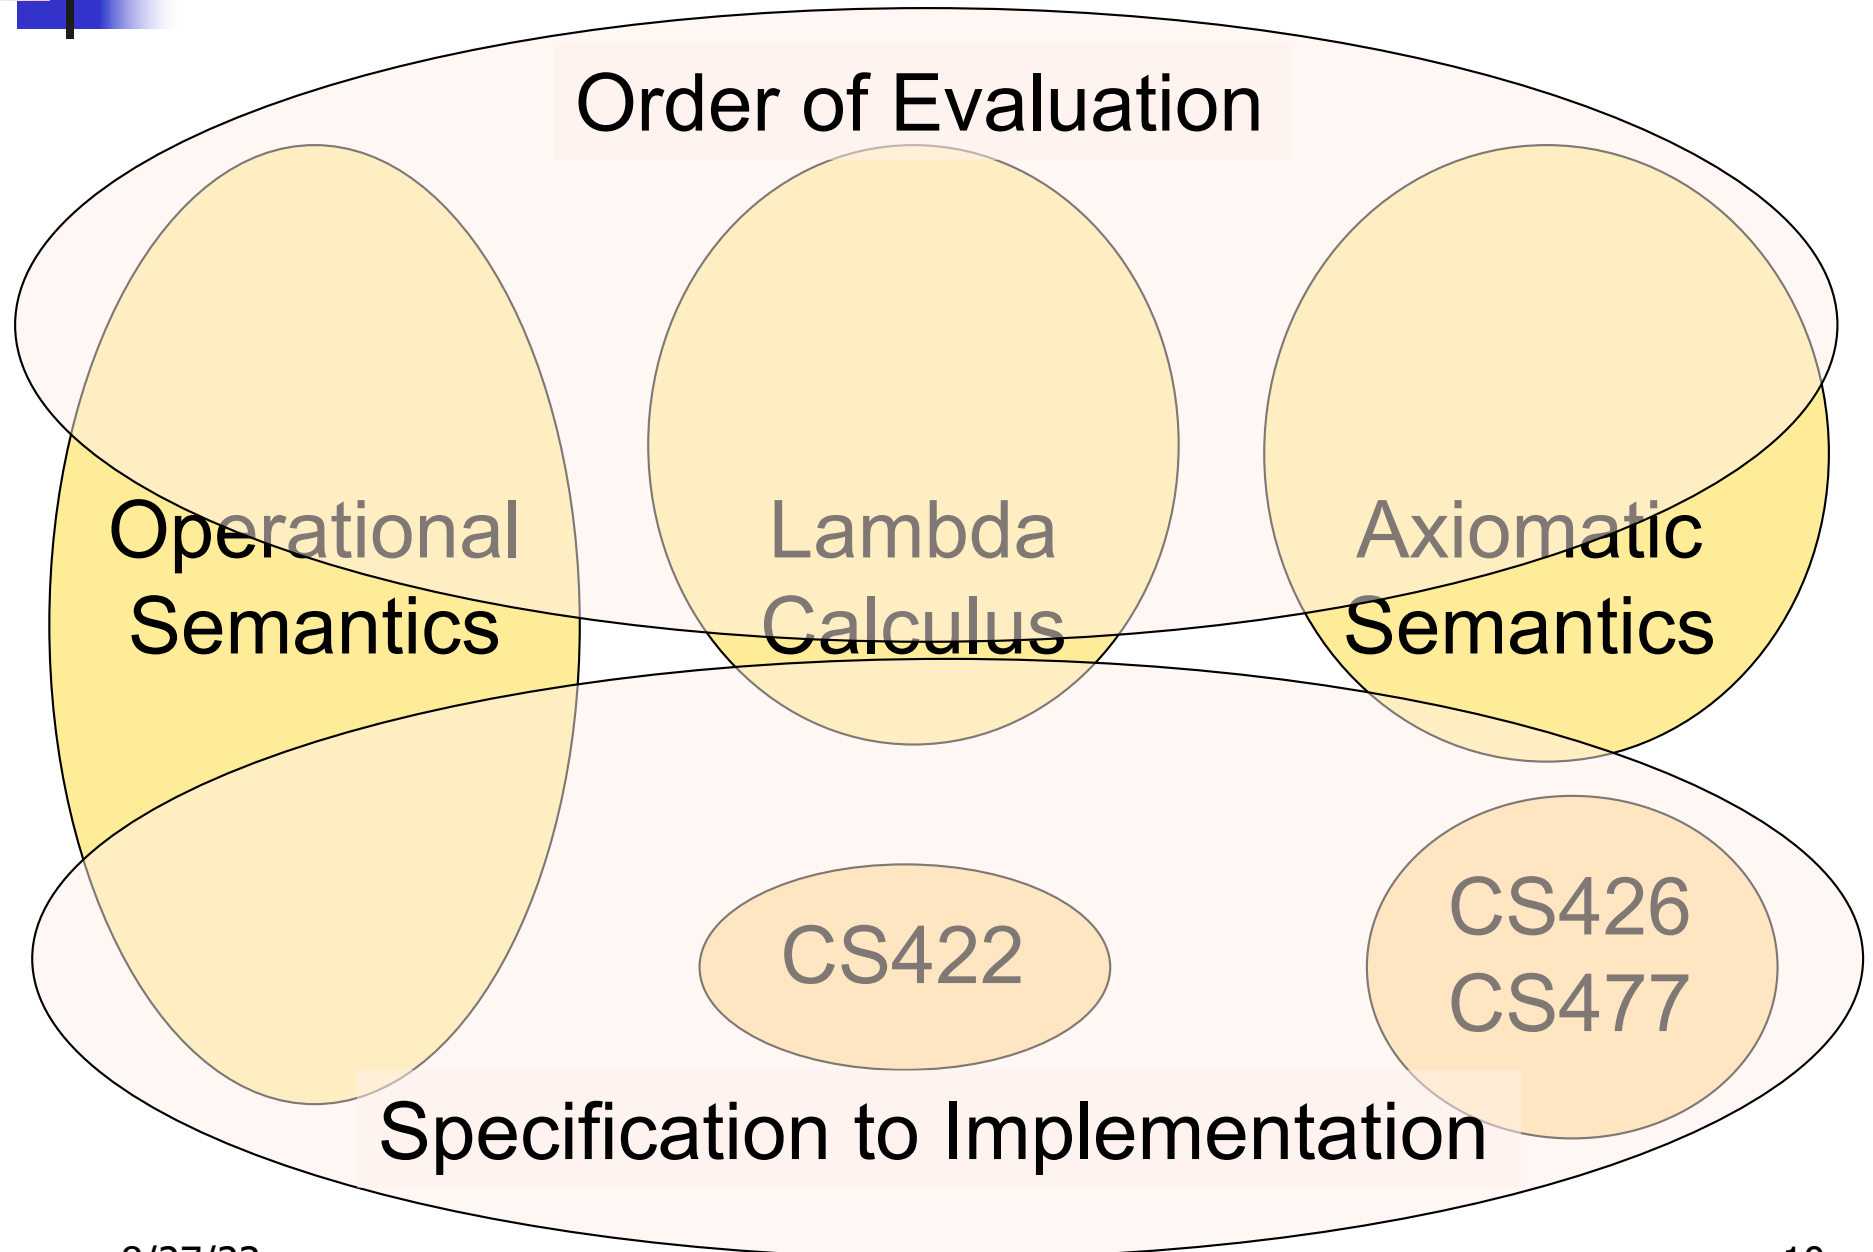 Order of Evaluation
Operational
Semantics
Lambda
Calculus
Axiomatic
Semantics
CS422
CS426
CS477
Specification to Implementation